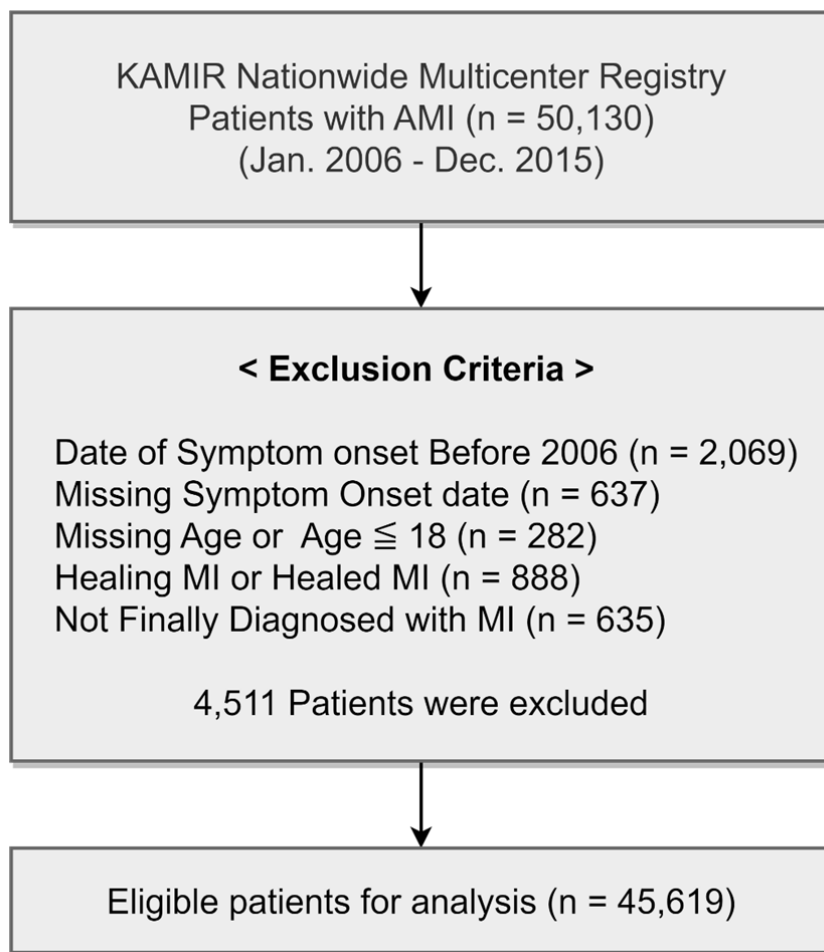 KAMIR Nationwide Multicenter Registry
Patients with AMI (n = 50,130)
(Jan. 2006 - Dec. 2015)
< Exclusion Criteria >
Date of Symptom onset Before 2006 (n = 2,069)
Missing Symptom Onset date (n = 637)
Missing Age or  Age ≦ 18 (n = 282)
Healing MI or Healed MI (n = 888)
Not Finally Diagnosed with MI (n = 635)
4,511 Patients were excluded
Eligible patients for analysis (n = 45,619)